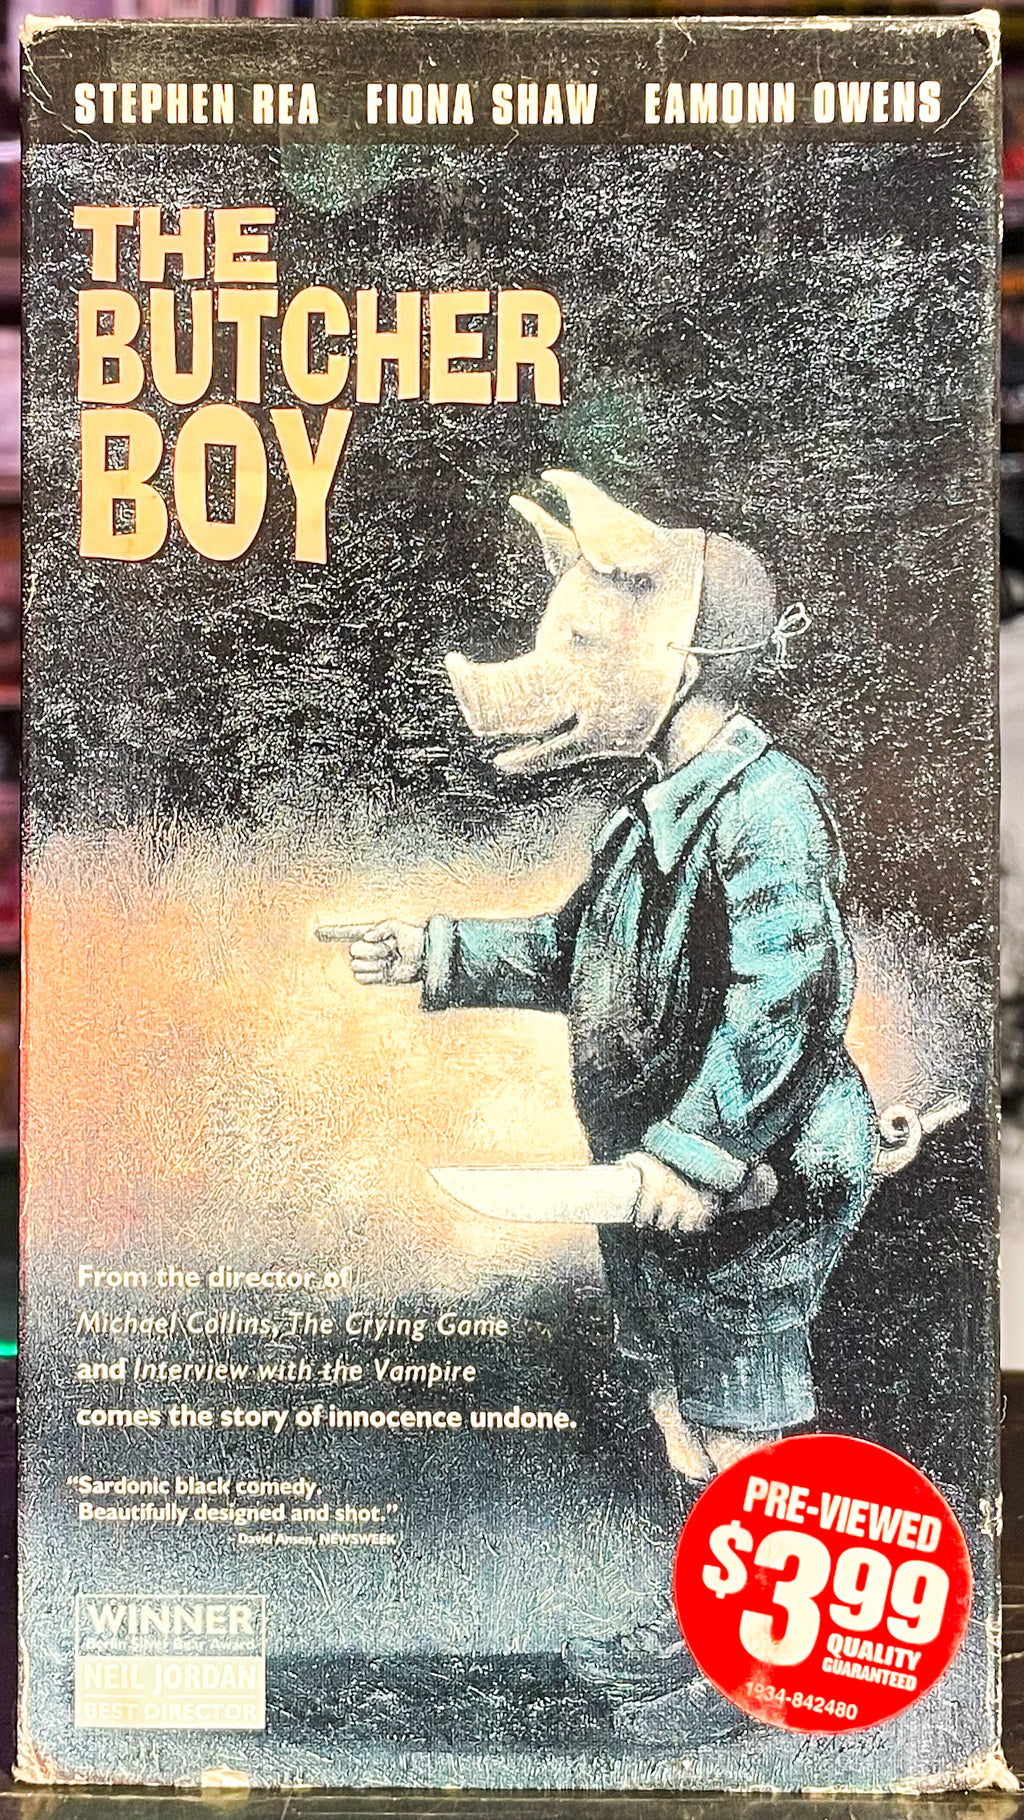 STEPHEN REA FIONA SHAW EAMONN OWENS
THE
BUTCHER
BOY
From the director of
Michael Collins, The Crying Game
and Interview with the Vampire
comes the story of innocence undone.
“Sardonic black comedy.
Beautifully designed and shot.”
- David Ansen, NEWSWEEK
WINNER
Berlin Silver Bear Award
NEIL JORDAN
BEST DIRECTOR
PRE-VIEWED
$399
QUALITY
GUARANTEED
1934-842480